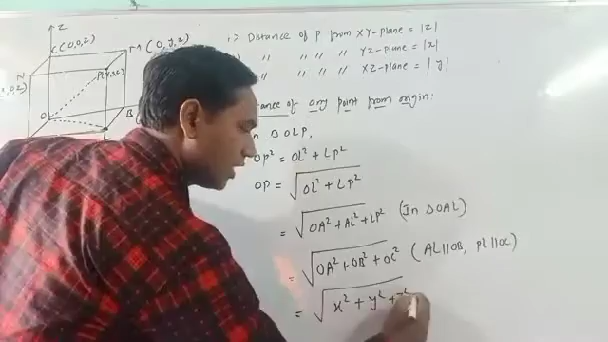 Z
C(0,0,z)
(0,y,z)
P(x,y,z)
O
B
L
i> Distance of P from XY-plane = |z|
" " " " YZ-plane = |x|
" " " " XZ-plane = |y
of any point from origin:
In Δ OLP,
OP² = OL² + LP²
OP = √OL² + LP²
= √OA² + AL² + LP² (In ΔOAL)
= √OA² + OB² + OC² (AL||OB, PL||OC)
= √x² + y² + z²